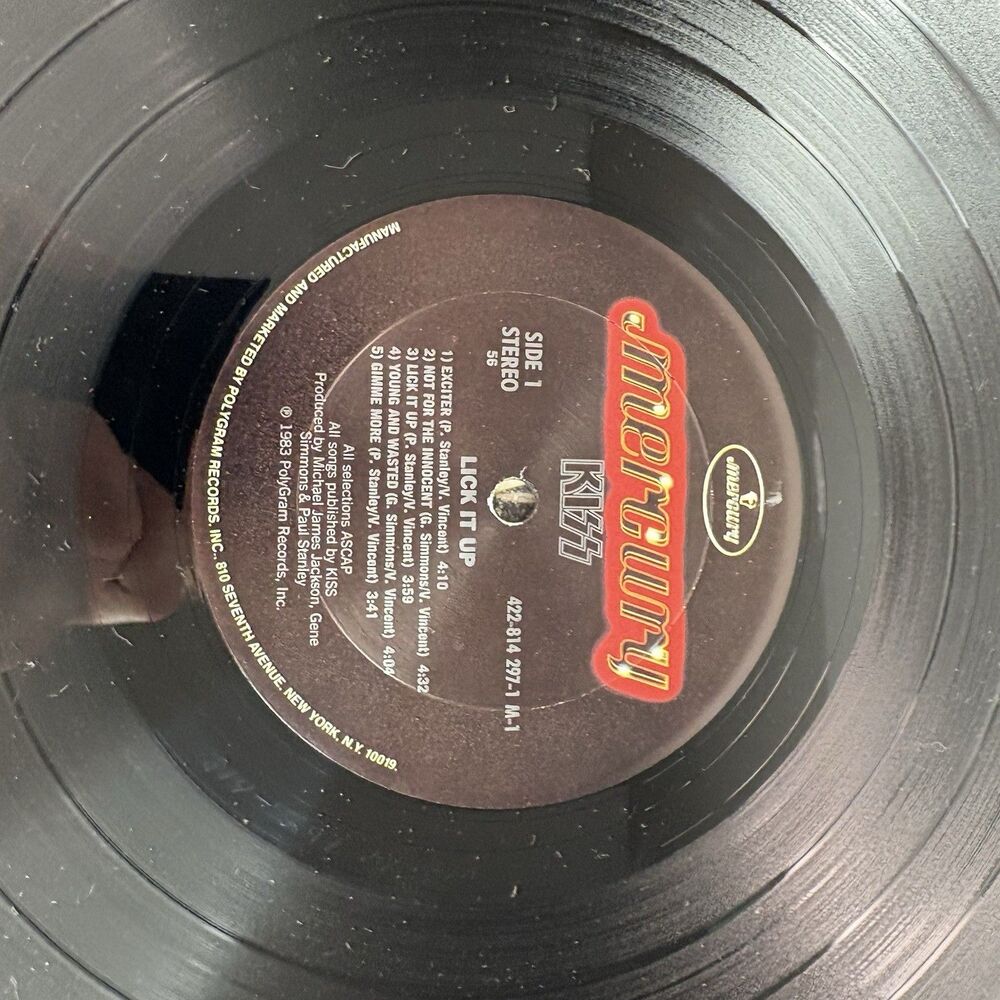 mercury
mercury
KISS
422-814 297-1 M-1
SIDE 1
STEREO
56
LICK IT UP
1) EXCITER (P. Stanley/V. Vincent) 4:10
2) NOT FOR THE INNOCENT (G. Simmons/V. Vincent) 4:32
3) LICK IT UP (P. Stanley/V. Vincent) 3:59
4) YOUNG AND WASTED (G. Simmons/V. Vincent) 4:04
5) GIMME MORE (P. Stanley/V. Vincent) 3:41
All selections ASCAP
All songs published by KISS
Produced by Michael James Jackson, Gene
Simmons & Paul Stanley
℗ 1983 PolyGram Records, Inc.
MANUFACTURED AND MARKETED BY POLYGRAM RECORDS, INC., 810 SEVENTH AVENUE, NEW YORK, N.Y. 10019.